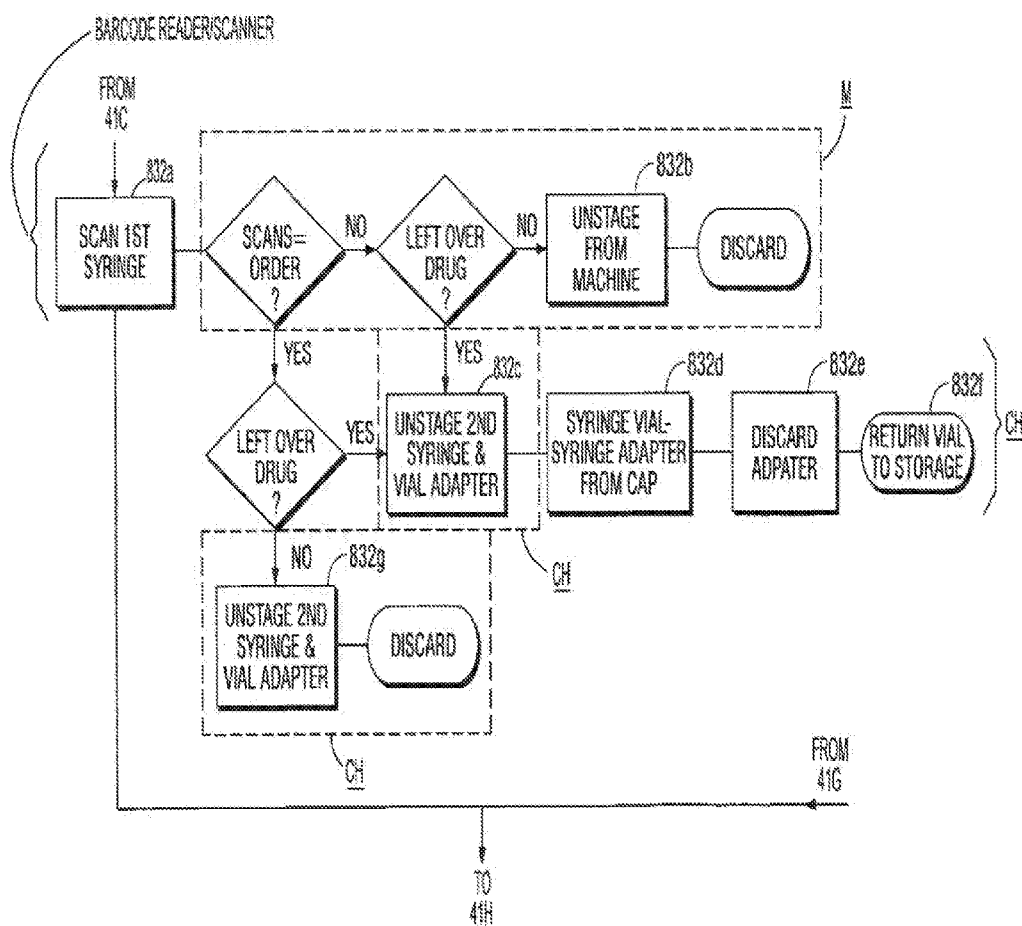 BARCODE READER/SCANNER
FROM
41C
832a
SCAN 1ST
SYRINGE
M
SCANS=
ORDER
?
NO
LEFT OVER
DRUG
?
NO
832b
UNSTAGE
FROM
MACHINE
DISCARD
YES
YES
LEFT OVER
DRUG
?
YES
832c
UNSTAGE 2ND
SYRINGE &
VIAL ADAPTER
832d
SYRINGE VIAL-
SYRINGE ADAPTER
FROM CAP
832e
DISCARD
ADPATER
832f
RETURN VIAL
TO STORAGE
CH
CH
NO
832g
UNSTAGE 2ND
SYRINGE &
VIAL ADAPTER
DISCARD
CH
FROM
41G
TO
41H